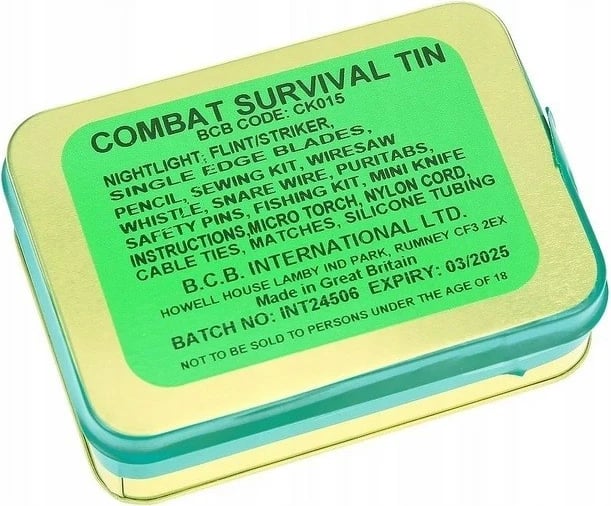 COMBAT SURVIVAL TIN
BCB CODE: CK015
NIGHTLIGHT, FLINT/STRIKER,
SINGLE EDGE BLADES,
PENCIL, SEWING KIT, WIRESAW
WHISTLE, SNARE WIRE, PURITABS,
SAFETY PINS, FISHING KIT, MINI KNIFE
INSTRUCTIONS,MICRO TORCH, NYLON CORD,
CABLE TIES, MATCHES, SILICONE TUBING
B.C.B. INTERNATIONAL LTD.
HOWELL HOUSE LAMBY IND PARK, RUMNEY CF3 2EX
Made in Great Britain
BATCH NO: INT24506 EXPIRY: 03/2025
NOT TO BE SOLD TO PERSONS UNDER THE AGE OF 18